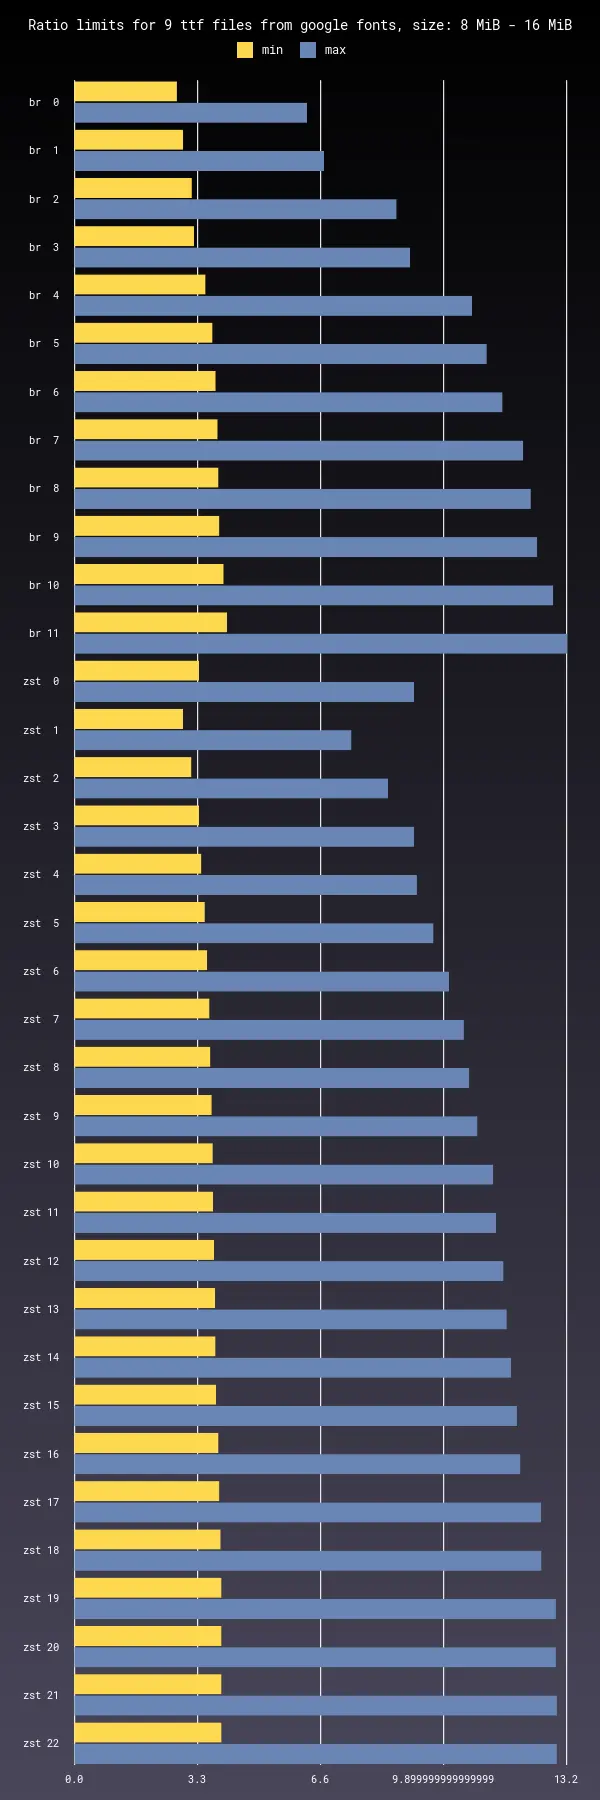 Ratio limits for 9 ttf files from google fonts, size: 8 MiB - 16 MiB
min max
br 0
br 1
br 2
br 3
br 4
br 5
br 6
br 7
br 8
br 9
br 10
br 11
zst 0
zst 1
zst 2
zst 3
zst 4
zst 5
zst 6
zst 7
zst 8
zst 9
zst 10
zst 11
zst 12
zst 13
zst 14
zst 15
zst 16
zst 17
zst 18
zst 19
zst 20
zst 21
zst 22
0.0 3.3 6.6 9.899999999999999 13.2